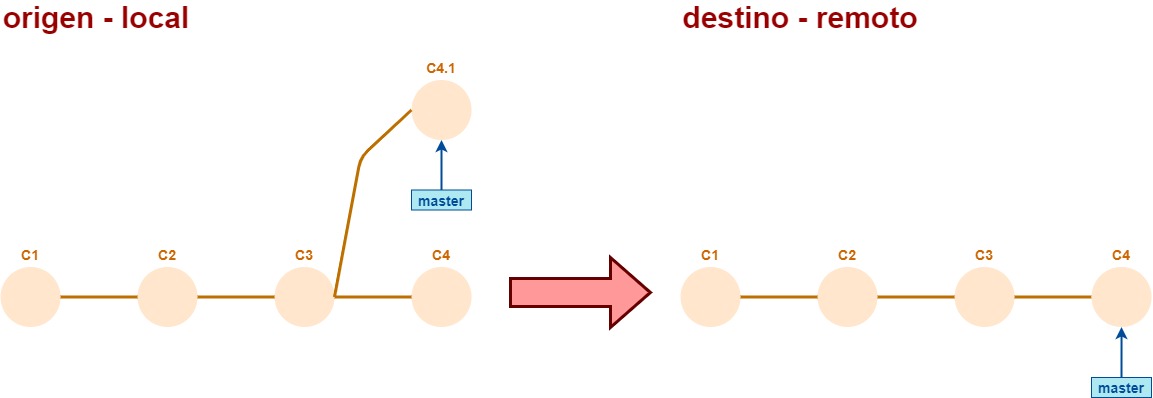 origen - local
destino - remoto
C4.1
master
C1
C2
C3
C4
C1
C2
C3
C4
master